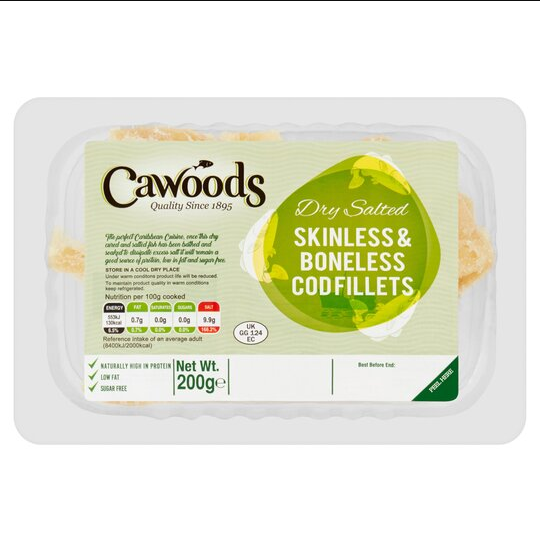 Cawoods
Quality Since 1895
The perfect Caribbean Cuisine, once this dry
cured and salted fish has been bathed and
soaked to dissipate excess salt it will remain a
good source of protein, low in fat and sugar free.
STORE IN A COOL DRY PLACE
Under warm conditions product life will be reduced.
To maintain product quality in warm conditions
keep refrigerated.
Nutrition per 100g cooked
ENERGY FAT SATURATES SUGARS SALT
553kJ
130kcal 0.7g 0.0g 0.0g 9.9g
6.5% 0.7% 0.0% 0.0% 166.3%
Reference intake of an average adult
(8400kJ/2000kcal)
UK
GG 124
EC
Dry Salted
SKINLESS &
BONELESS
COD FILLETS
✓ NATURALLY HIGH IN PROTEIN
✓ LOW FAT
✓ SUGAR FREE
Net Wt.
200g℮
Best Before End:
PEEL HERE